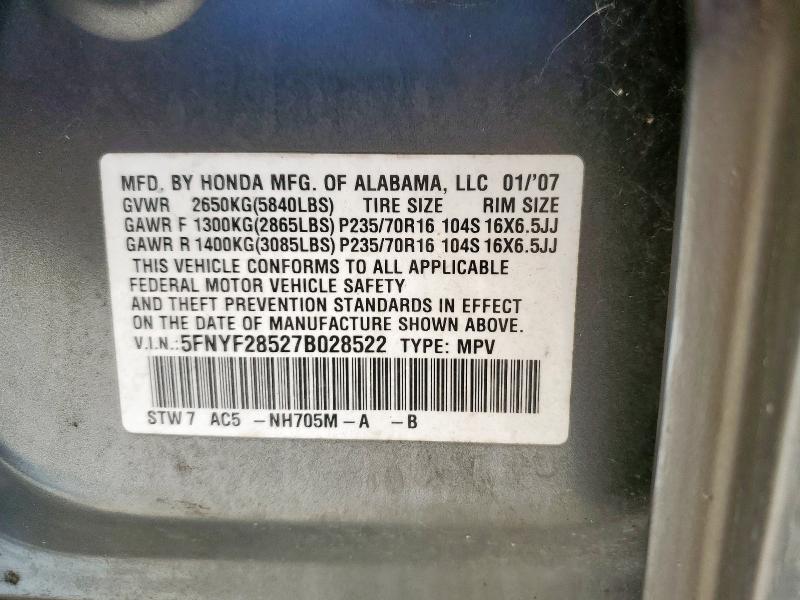 MFD. BY HONDA MFG. OF ALABAMA, LLC 01/'07
GVWR 2650KG(5840LBS) TIRE SIZE RIM SIZE
GAWR F 1300KG(2865LBS) P235/70R16 104S 16X6.5JJ
GAWR R 1400KG(3085LBS) P235/70R16 104S 16X6.5JJ
THIS VEHICLE CONFORMS TO ALL APPLICABLE
FEDERAL MOTOR VEHICLE SAFETY
AND THEFT PREVENTION STANDARDS IN EFFECT
ON THE DATE OF MANUFACTURE SHOWN ABOVE.
V.I.N.:5FNYF28527B028522 TYPE: MPV
STW7 AC5 -NH705M-A -B